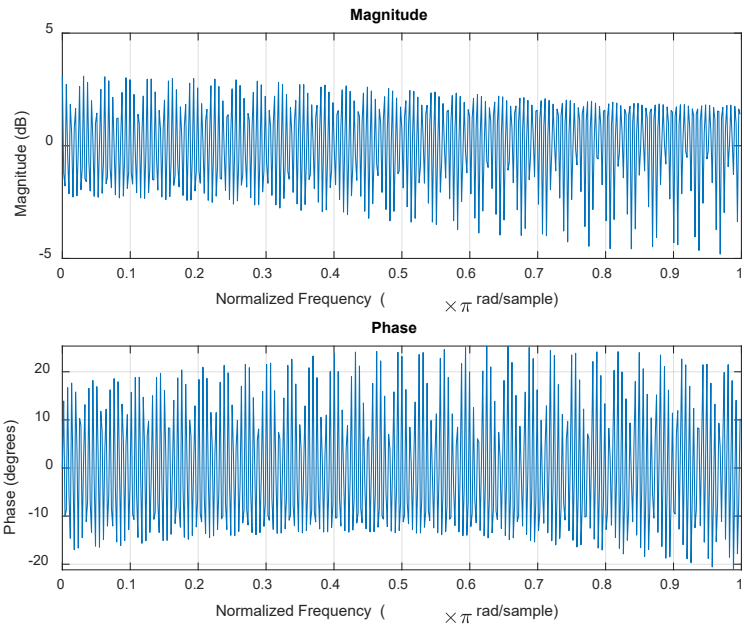 Magnitude
5
0
-5
Magnitude (dB)
0 0.1 0.2 0.3 0.4 0.5 0.6 0.7 0.8 0.9 1
Normalized Frequency ( ×π rad/sample)
Phase
20
10
0
-10
-20
Phase (degrees)
0 0.1 0.2 0.3 0.4 0.5 0.6 0.7 0.8 0.9 1
Normalized Frequency ( ×π rad/sample)